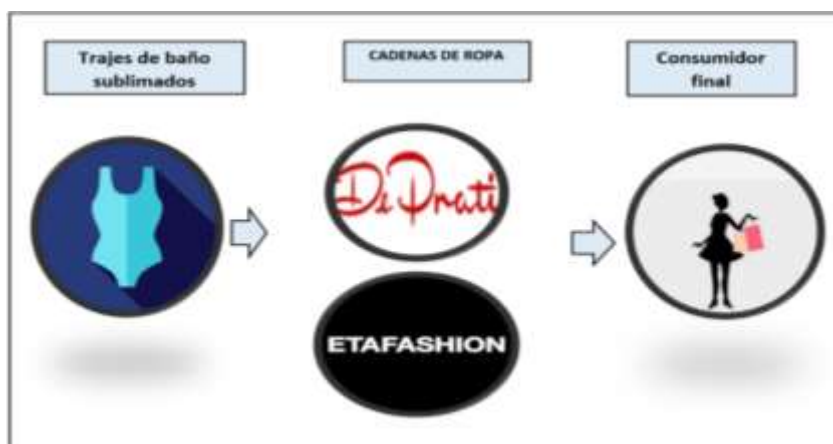 Trajes de baño
sublimados
CADENAS DE ROPA
Consumidor
final
De Prati
ETAFASHION